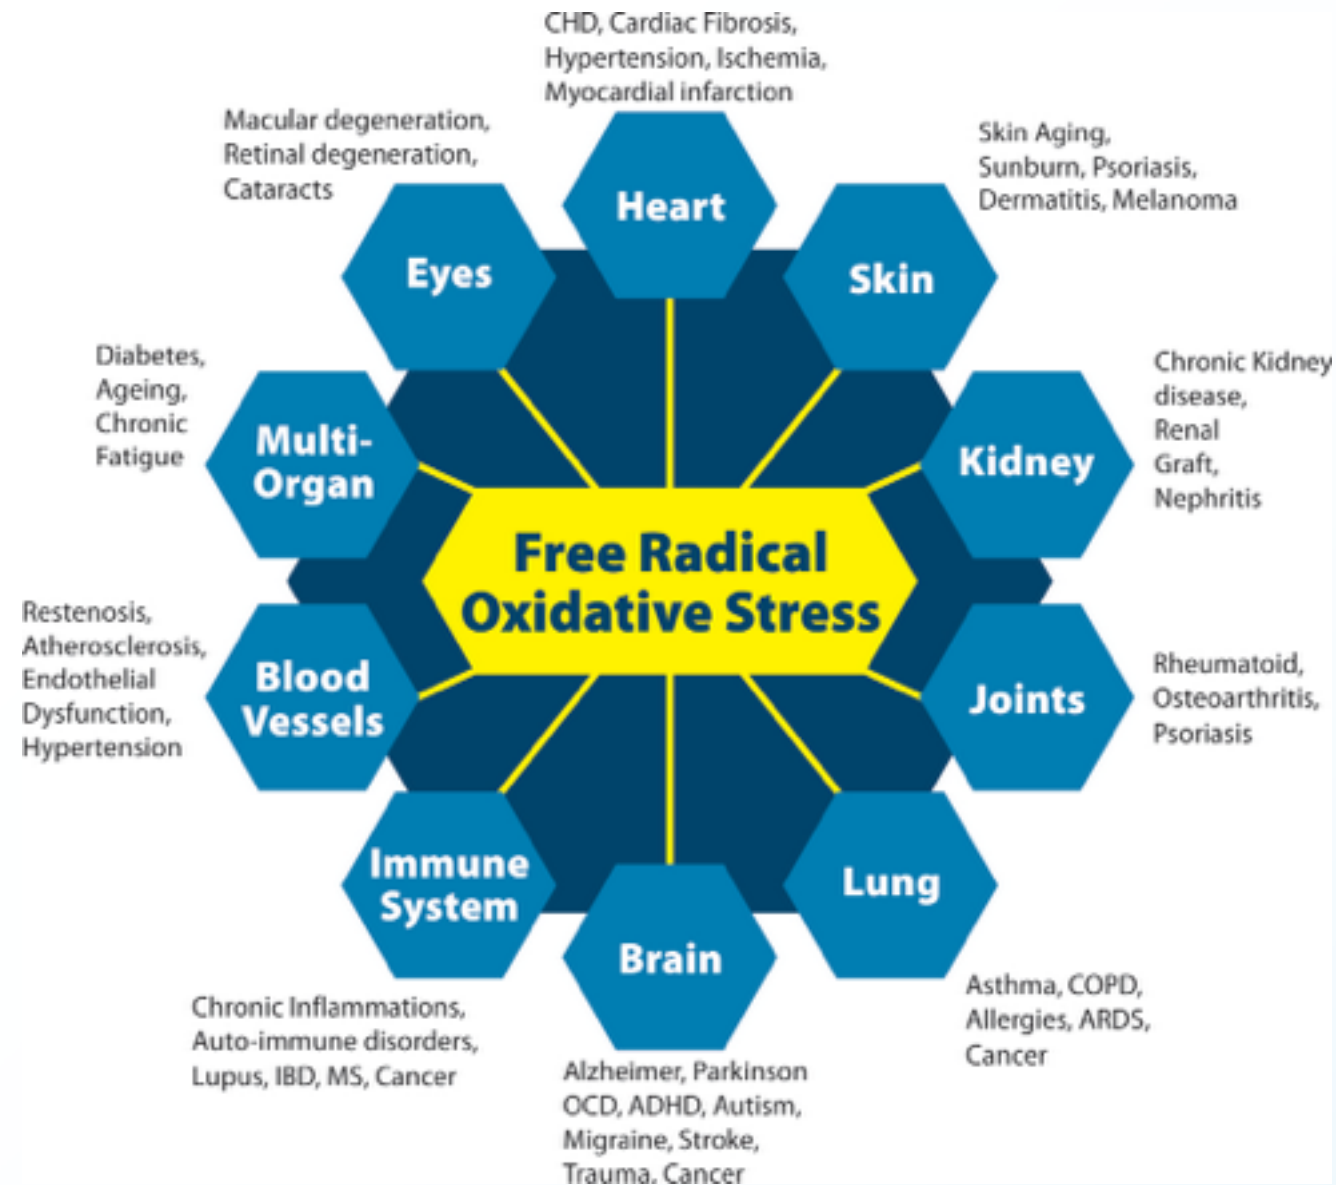 CHD, Cardiac Fibrosis,
Hypertension, Ischemia,
Myocardial infarction
Heart
Skin Aging,
Sunburn, Psoriasis,
Dermatitis, Melanoma
Skin
Chronic Kidney
disease,
Renal
Graft,
Nephritis
Kidney
Rheumatoid,
Osteoarthritis,
Psoriasis
Joints
Asthma, COPD,
Allergies, ARDS,
Cancer
Lung
Alzheimer, Parkinson
OCD, ADHD, Autism,
Migraine, Stroke,
Trauma, Cancer
Brain
Chronic Inflammations,
Auto-immune disorders,
Lupus, IBD, MS, Cancer
Immune
System
Restenosis,
Atherosclerosis,
Endothelial
Dysfunction,
Hypertension
Blood
Vessels
Diabetes,
Ageing,
Chronic
Fatigue
Multi-
Organ
Macular degeneration,
Retinal degeneration,
Cataracts
Eyes
Free Radical
Oxidative Stress